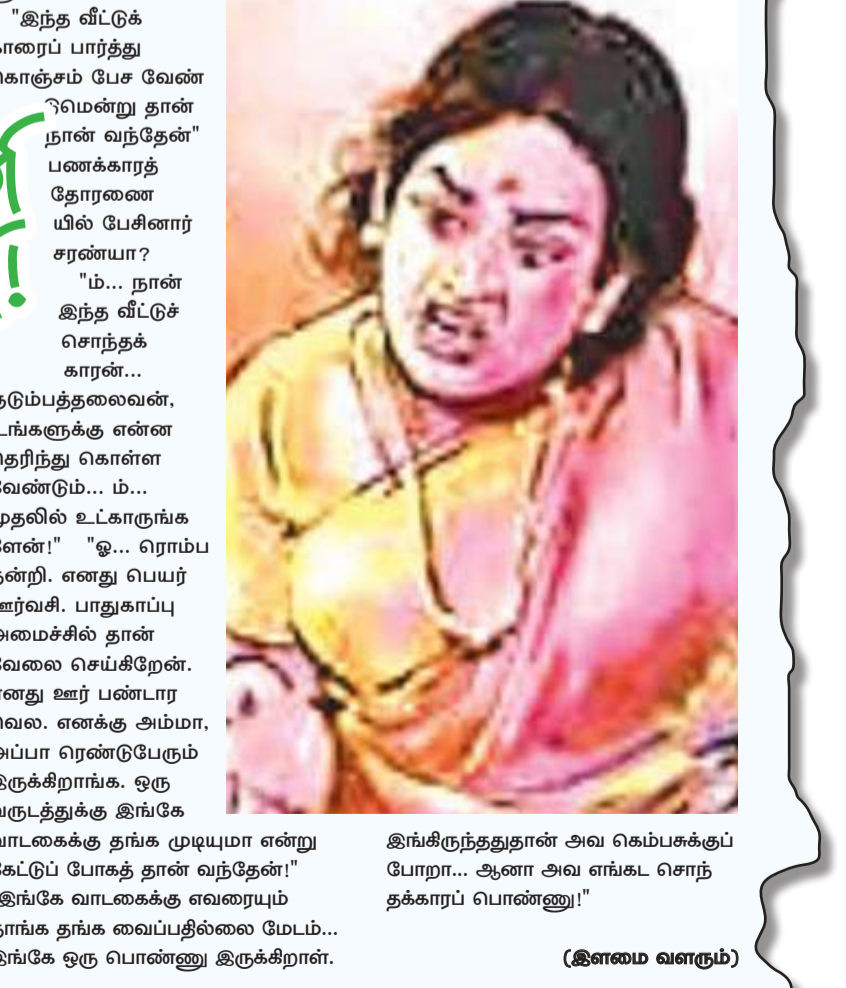 "இந்த வீட்டுக்
காரைப் பார்த்து
கொஞ்சம் பேச வேண்
டுமென்று தான்
நான் வந்தேன்"
பணக்காரத்
தோரணை
யில் பேசினார்
சரண்யா?
"ம்... நான்
இந்த வீட்டுச்
சொந்தக்
காரன்...
குடும்பத்தலைவன்,
உங்களுக்கு என்ன
தெரிந்து கொள்ள
வேண்டும்... ம்...
முதலில் உட்காருங்க
ளேன்!" "ஓ... ரொம்ப
நன்றி. எனது பெயர்
ஊர்வசி. பாதுகாப்பு
அமைச்சில் தான்
வேலை செய்கிறேன்.
எனது ஊர் பண்டார
வெல. எனக்கு அம்மா,
அப்பா ரெண்டுபேரும்
இருக்கிறாங்க. ஒரு
வருடத்துக்கு இங்கே
வாடகைக்கு தங்க முடியுமா என்று
கேட்டுப் போகத் தான் வந்தேன்!"
இங்கே வாடகைக்கு எவரையும்
நாங்க தங்க வைப்பதில்லை மேடம்...
இங்கே ஒரு பொண்ணு இருக்கிறாள்.
இங்கிருந்ததுதான் அவ கெம்பசுக்குப்
போறா... ஆனா அவ எங்கட சொந்
தக்காரப் பொண்ணு!"
(இளமை வளரும்)